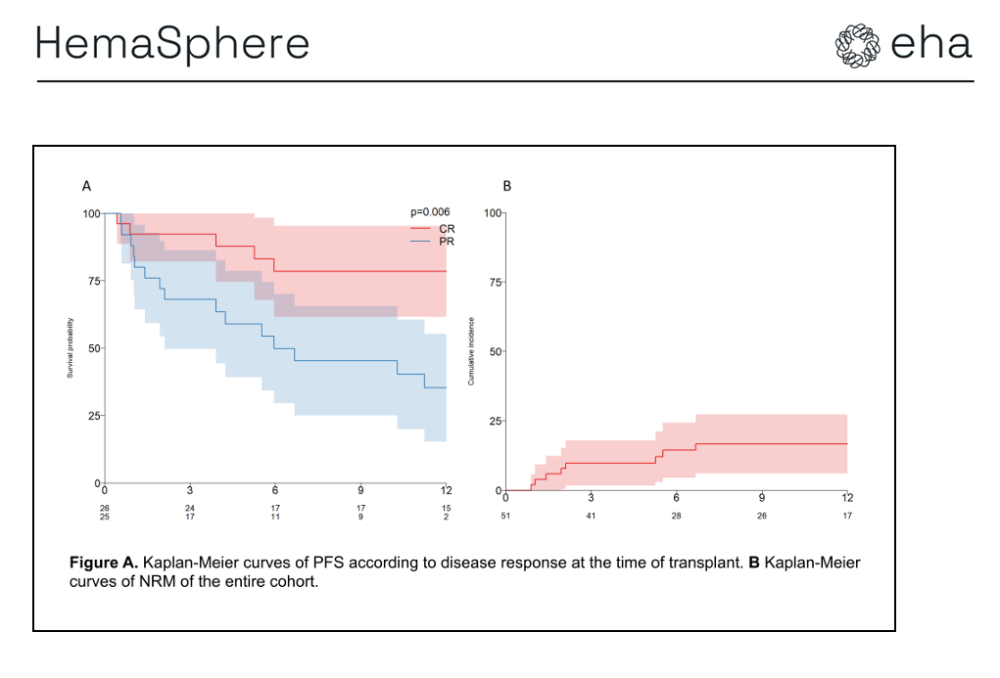 HemaSphere
eha
A
B
p=0.006
CR
PR
100
75
50
25
0
Survival probability
0 3 6 9 12
26 24 17 17 15
25 17 11 9 2
100
75
50
25
0
Cumulative incidence
0 3 6 9 12
51 41 28 26 17
Figure A. Kaplan-Meier curves of PFS according to disease response at the time of transplant. B Kaplan-Meier
curves of NRM of the entire cohort.